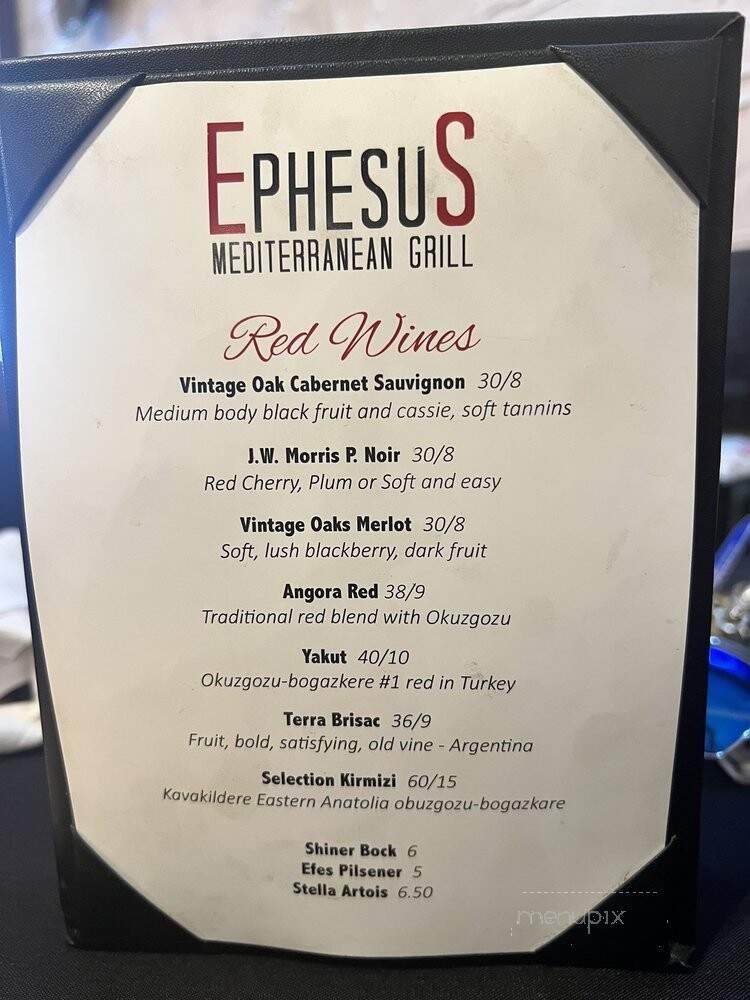 EPHESUS
MEDITERRANEAN GRILL
Red Wines
Vintage Oak Cabernet Sauvignon 30/8
Medium body black fruit and cassie, soft tannins
J.W. Morris P. Noir 30/8
Red Cherry, Plum or Soft and easy
Vintage Oaks Merlot 30/8
Soft, lush blackberry, dark fruit
Angora Red 38/9
Traditional red blend with Okuzgozu
Yakut 40/10
Okuzgozu-bogazkere #1 red in Turkey
Terra Brisac 36/9
Fruit, bold, satisfying, old vine - Argentina
Selection Kirmizi 60/15
Kavakildere Eastern Anatolia obuzgozu-bogazkare
Shiner Bock 6
Efes Pilsener 5
Stella Artois 6.50
menupix